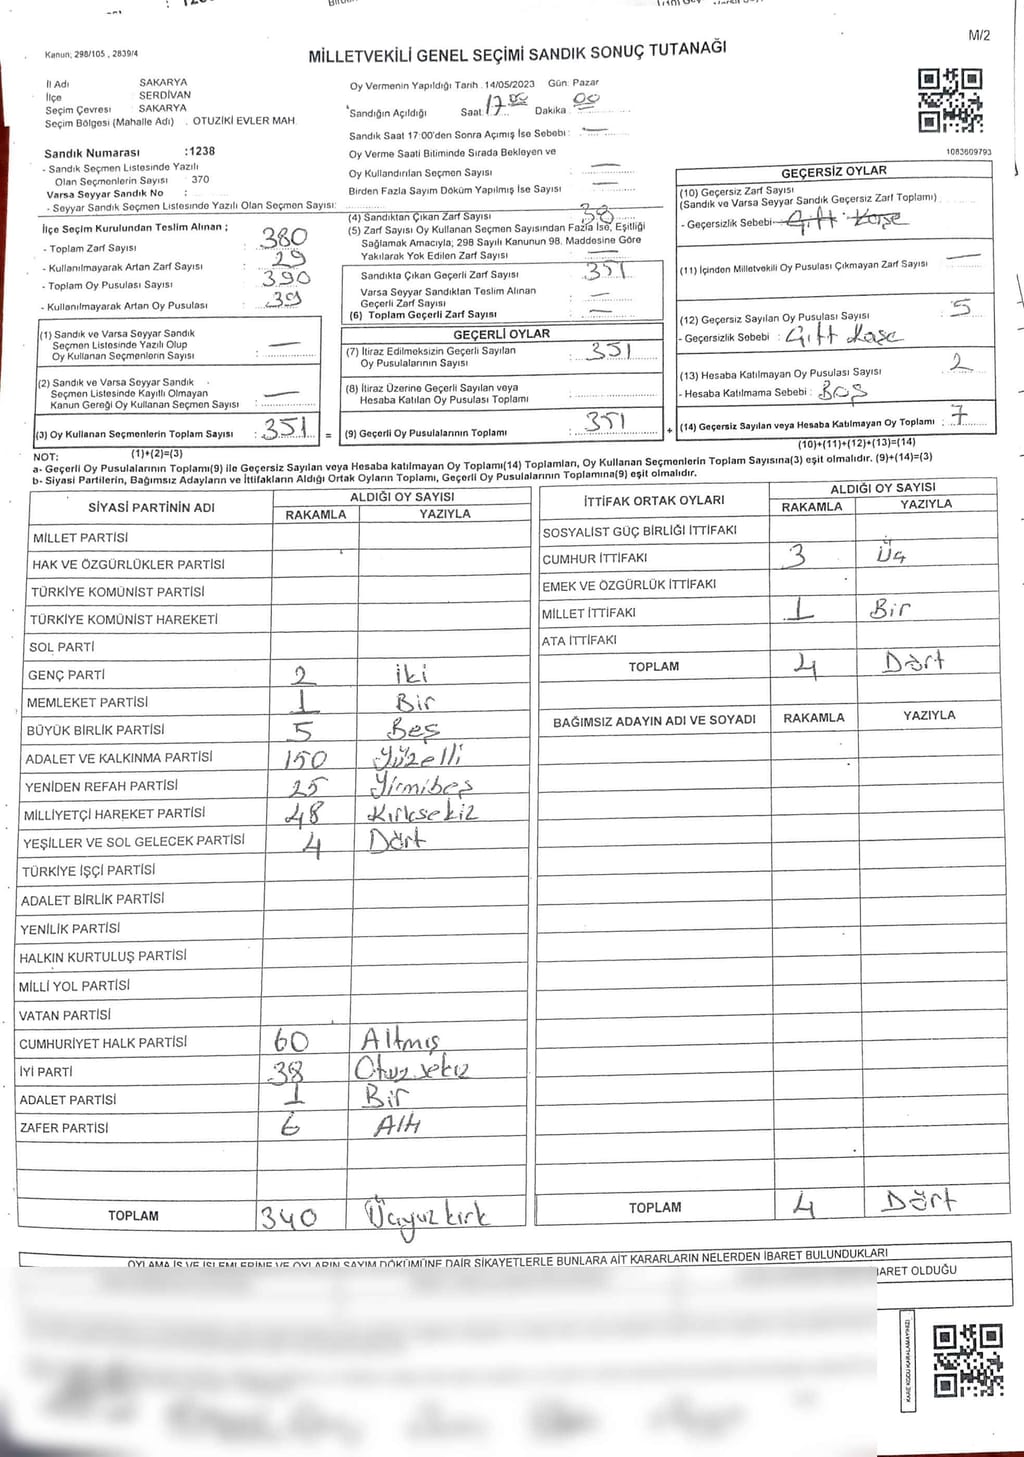 M/2
Kanun; 298/105 , 2839/4
MİLLETVEKİLİ GENEL SEÇİMİ SANDIK SONUÇ TUTANAĞI
İl Adı : SAKARYA
İlçe SERDİVAN
Seçim Çevresi SAKARYA
Seçim Bölgesi (Mahalle Adı) . OTUZİKİ EVLER MAH.
Sandık Numarası :1238
- Sandık Seçmen Listesinde Yazılı
Olan Seçmenlerin Sayısı : 370
Varsa Seyyar Sandık No :
- Seyyar Sandık Seçmen Listesinde Yazılı Olan Seçmen Sayısı:
İlçe Seçim Kurulundan Teslim Alınan ;
- Toplam Zarf Sayısı : 380
- Kullanılmayarak Artan Zarf Sayısı : 29
- Toplam Oy Pusulası Sayısı : 390
- Kullanılmayarak Artan Oy Pusulası : 39
(1) Sandık ve Varsa Seyyar Sandık
Seçmen Listesinde Yazılı Olup
Oy Kullanan Seçmenlerin Sayısı : —
(2) Sandık ve Varsa Seyyar Sandık
Seçmen Listesinde Kayıtlı Olmayan
Kanun Gereği Oy Kullanan Seçmen Sayısı : —
(3) Oy Kullanan Seçmenlerin Toplam Sayısı : 351 =
(1)+(2)=(3)
Oy Vermenin Yapıldığı Tarih . 14/05/2023 Gün: Pazar
Sandığın Açıldığı Saat 17 Dakika 00
Sandık Saat 17:00'den Sonra Açımış İse Sebebi : —
Oy Verme Saati Bitiminde Sırada Bekleyen ve
Oy Kullandırılan Seçmen Sayısı —
Birden Fazla Sayım Döküm Yapılmış İse Sayısı —
(4) Sandıktan Çıkan Zarf Sayısı
(5) Zarf Sayısı Oy Kullanan Seçmen Sayısından Fazla İse, Eşitliği
Sağlamak Amacıyla; 298 Sayılı Kanunun 98. Maddesine Göre
Yakılarak Yok Edilen Zarf Sayısı —
Sandıkta Çıkan Geçerli Zarf Sayısı : 351
Varsa Seyyar Sandıktan Teslim Alınan
Geçerli Zarf Sayısı : —
(6) Toplam Geçerli Zarf Sayısı : —
GEÇERLİ OYLAR
(7) İtiraz Edilmeksizin Geçerli Sayılan
Oy Pusulalarının Sayısı : 351
(8) İtiraz Üzerine Geçerli Sayılan veya
Hesaba Katılan Oy Pusulası Toplamı :
(9) Geçerli Oy Pusulalarının Toplamı : 351 +
1083609793
GEÇERSİZ OYLAR
(10) Geçersiz Zarf Sayısı
(Sandık ve Varsa Seyyar Sandık Geçersiz Zarf Toplamı)
- Geçersizlik Sebebi
(11) İçinden Milletvekili Oy Pusulası Çıkmayan Zarf Sayısı —
(12) Geçersiz Sayılan Oy Pusulası Sayısı : 5
- Geçersizlik Sebebi : Çift Kaşe
(13) Hesaba Katılmayan Oy Pusulası Sayısı : 2
- Hesaba Katılmama Sebebi : Boş
(14) Geçersiz Sayılan veya Hesaba Katılmayan Oy Toplamı : 7
(10)+(11)+(12)+(13)=(14)
NOT:
a- Geçerli Oy Pusulalarının Toplamı(9) ile Geçersiz Sayılan veya Hesaba katılmayan Oy Toplamı(14) Toplamları, Oy Kullanan Seçmenlerin Toplam Sayısına(3) eşit olmalıdır. (9)+(14)=(3)
b- Siyasi Partilerin, Bağımsız Adayların ve İttifakların Aldığı Ortak Oyların Toplamı, Geçerli Oy Pusulalarının Toplamına(9) eşit olmalıdır.
SİYASİ PARTİNİN ADI ALDIĞI OY SAYISI
RAKAMLA YAZIYLA
MİLLET PARTİSİ
HAK VE ÖZGÜRLÜKLER PARTİSİ
TÜRKİYE KOMÜNİST PARTİSİ
TÜRKİYE KOMÜNİST HAREKETİ
SOL PARTİ
GENÇ PARTİ 2 iki
MEMLEKET PARTİSİ 1 Bir
BÜYÜK BİRLİK PARTİSİ 5 Beş
ADALET VE KALKINMA PARTİSİ 150 Yüzelli
YENİDEN REFAH PARTİSİ 25 Yirmibeş
MİLLİYETÇİ HAREKET PARTİSİ 48 Kırksekiz
YEŞİLLER VE SOL GELECEK PARTİSİ 4 Dört
TÜRKİYE İŞÇİ PARTİSİ
ADALET BİRLİK PARTİSİ
YENİLİK PARTİSİ
HALKIN KURTULUŞ PARTİSİ
MİLLİ YOL PARTİSİ
VATAN PARTİSİ
CUMHURİYET HALK PARTİSİ 60 Altmış
İYİ PARTİ 38 Otuzsekiz
ADALET PARTİSİ 1 Bir
ZAFER PARTİSİ 6 Altı
TOPLAM 340 Üçyüzkırk
İTTİFAK ORTAK OYLARI ALDIĞI OY SAYISI
RAKAMLA YAZIYLA
SOSYALİST GÜÇ BİRLİĞİ İTTİFAKI
CUMHUR İTTİFAKI 3 Üç
EMEK VE ÖZGÜRLÜK İTTİFAKI
MİLLET İTTİFAKI 1 Bir
ATA İTTİFAKI
TOPLAM 4 Dört
BAĞIMSIZ ADAYIN ADI VE SOYADI RAKAMLA YAZIYLA
TOPLAM 4 Dört
OYLAMA İŞ VE İŞLEMLERİNE VE OYLARIN SAYIM DÖKÜMÜNE DAİR ŞİKAYETLERLE BUNLARA AİT KARARLARIN NELERDEN İBARET BULUNDUKLARI
İBARET OLDUĞU
KARE KODU KARALAMAYINIZ!